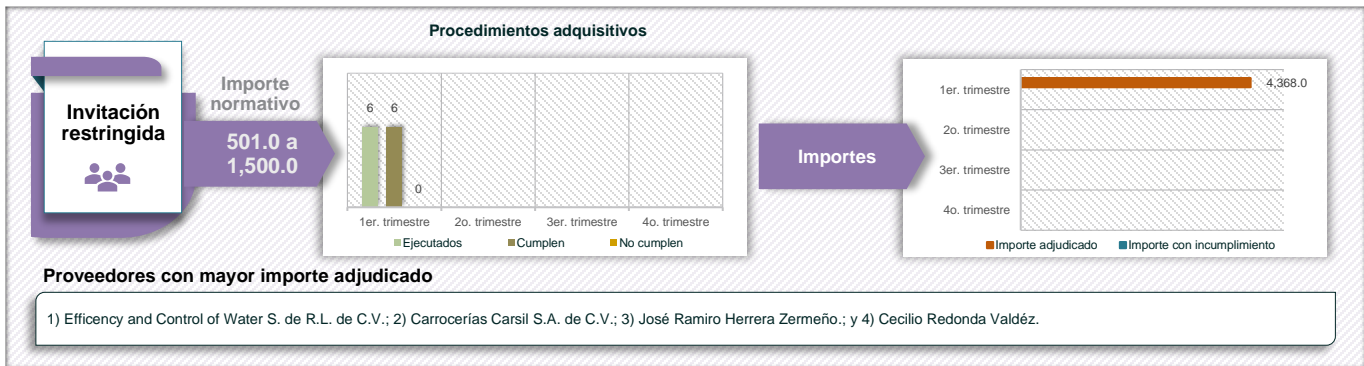 Procedimientos adquisitivos
Invitación
restringida
Importe
normativo
501.0 a
1,500.0
6 6
0
1er. trimestre 2o. trimestre 3er. trimestre 4o. trimestre
Ejecutados Cumplen No cumplen
Importes
1er. trimestre
4,368.0
2o. trimestre
3er. trimestre
4o. trimestre
Importe adjudicado Importe con incumplimiento
Proveedores con mayor importe adjudicado
1) Efficency and Control of Water S. de R.L. de C.V.; 2) Carrocerías Carsil S.A. de C.V.; 3) José Ramiro Herrera Zermeño.; y 4) Cecilio Redonda Valdéz.